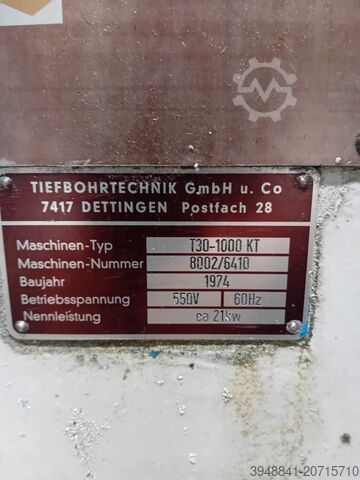 TIEFBOHRTECHNIK GmbH u. Co
7417 DETTINGEN Postfach 28
Maschinen-Typ T30-1000 KT
Maschinen-Nummer 8002/6410
Baujahr 1974
Betriebsspannung 550V 60Hz
Nennleistung ca 21kw
3948841-20715710